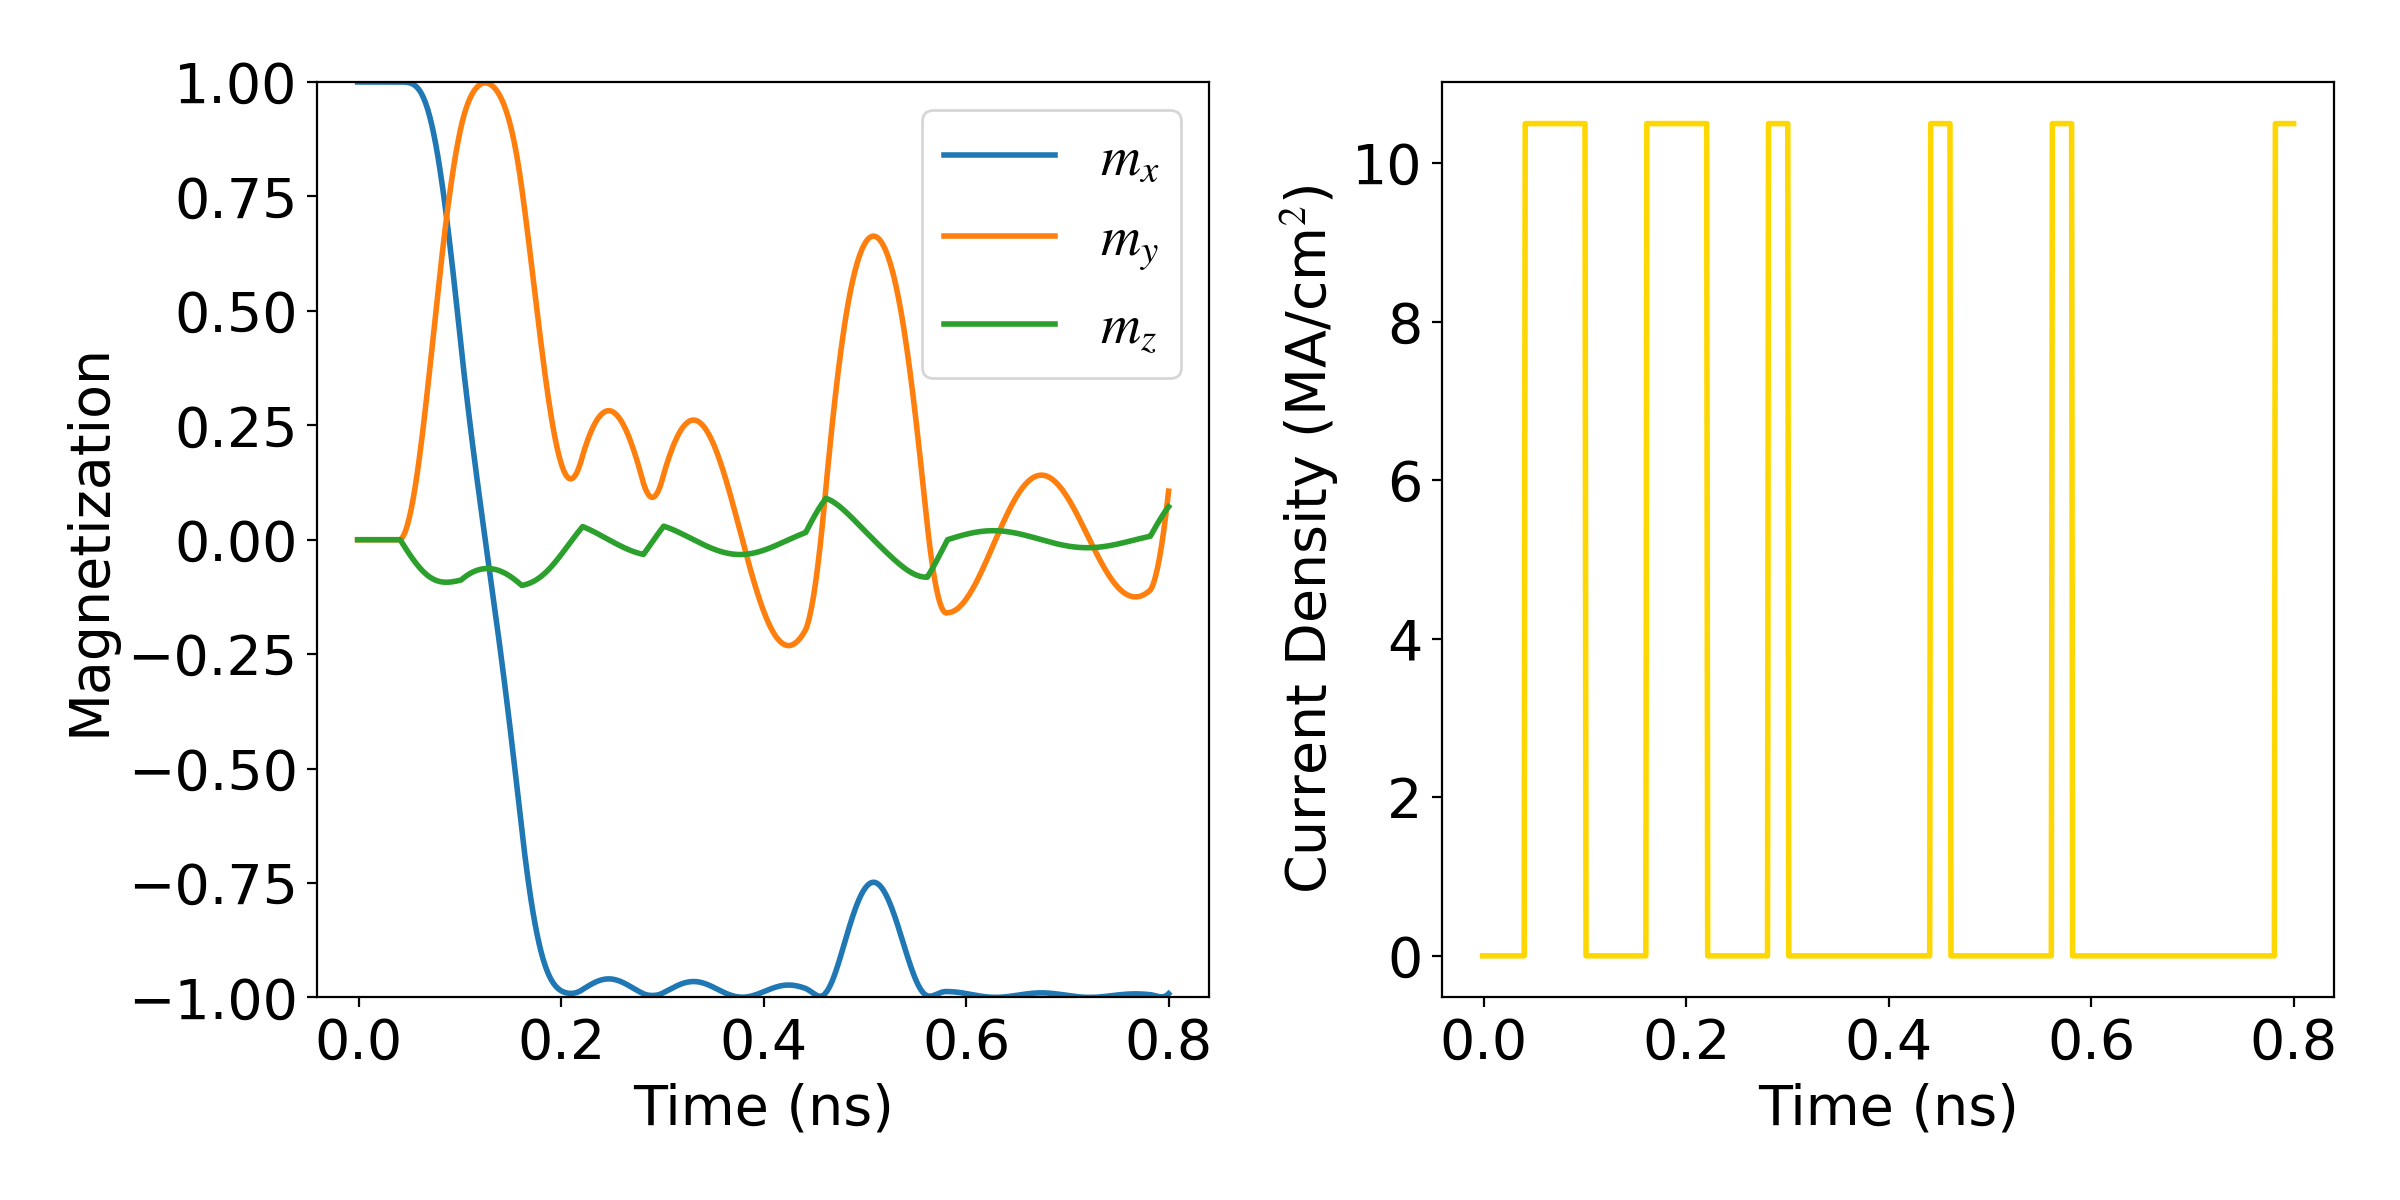 Magnetization
1.00
0.75
0.50
0.25
0.00
−0.25
−0.50
−0.75
−1.00
0.0 0.2 0.4 0.6 0.8
Time (ns)
m_x
m_y
m_z
Current Density (MA/cm²)
10
8
6
4
2
0
0.0 0.2 0.4 0.6 0.8
Time (ns)